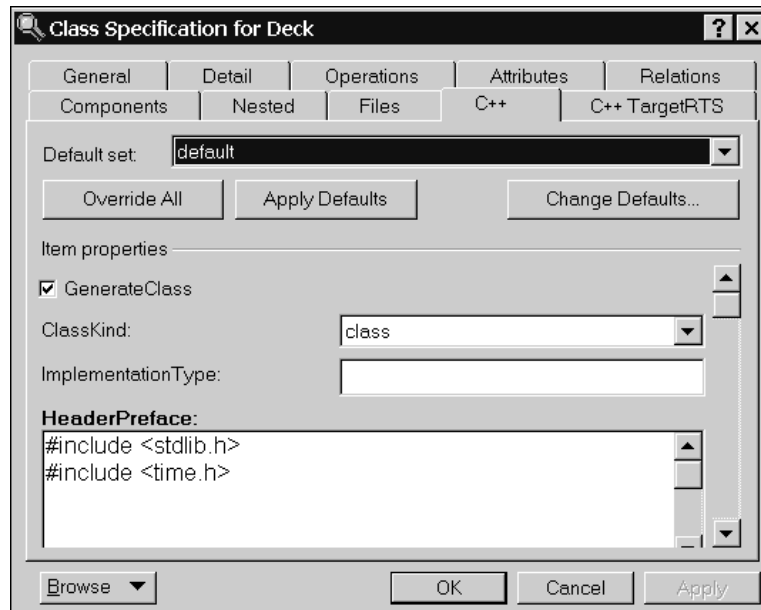 Class Specification for Deck
General Detail Operations Attributes Relations
Components Nested Files C++ C++ TargetRTS
Default set: default
Override All Apply Defaults Change Defaults...
Item properties
GenerateClass
ClassKind: class
ImplementationType:
HeaderPreface:
#include <stdlib.h>
#include <time.h>
Browse OK Cancel Apply